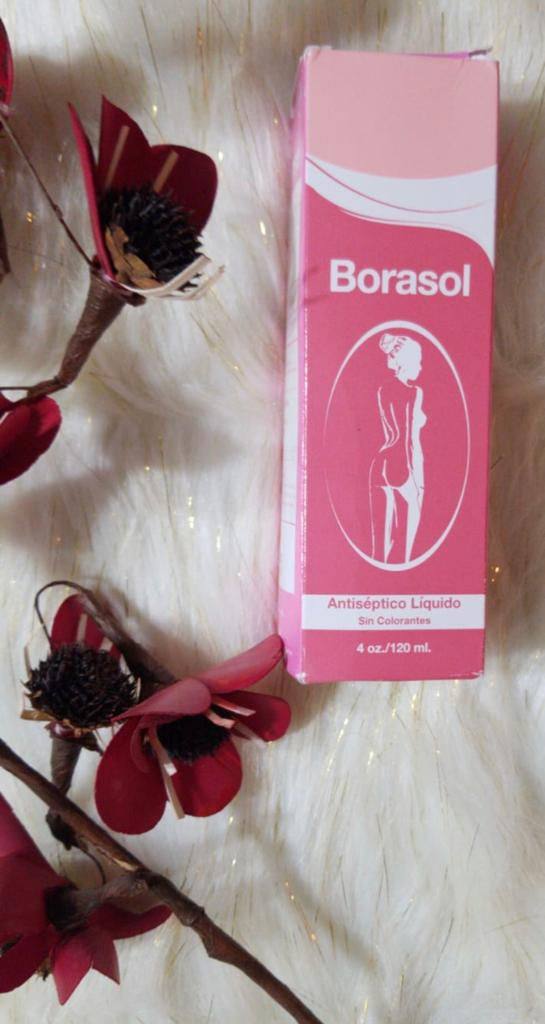 Borasol
Antiséptico Líquido
Sin Colorantes
4 oz./120 ml.